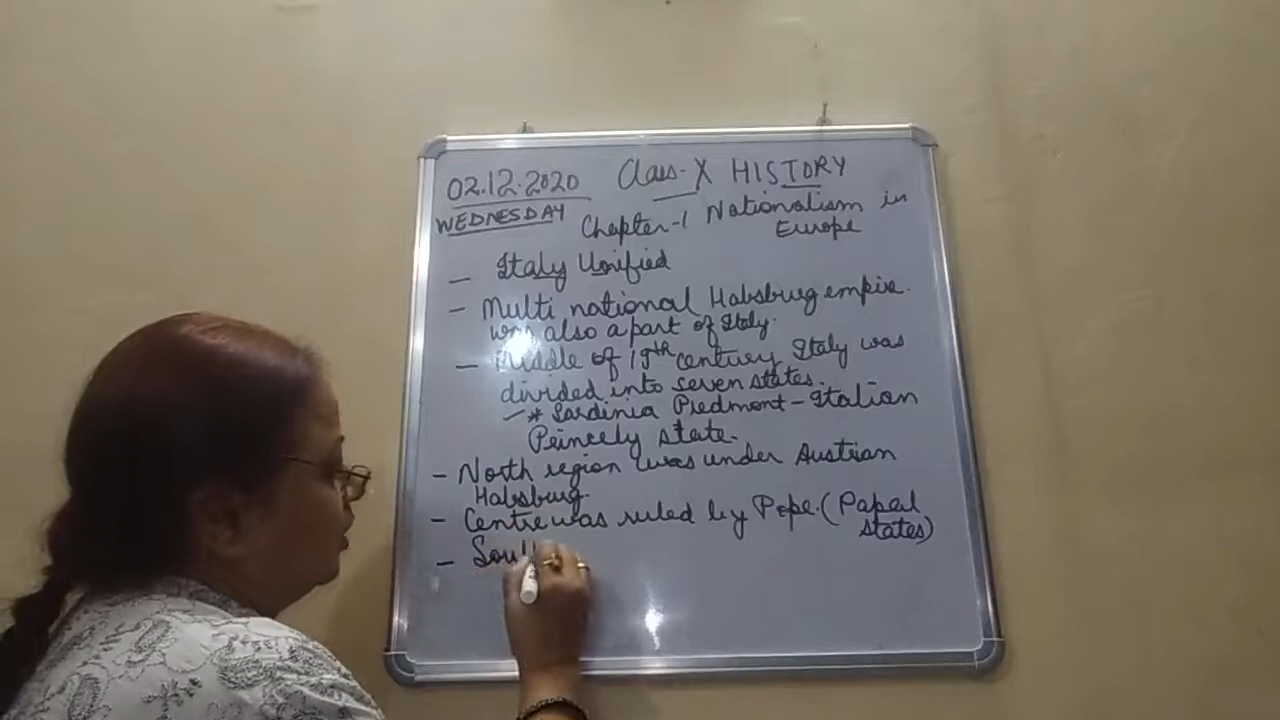 02.12.2020 Class-X HISTORY
WEDNESDAY Chapter-1 Nationalism in
Europe
- Italy Unified
- Multi national Habsburg empire.
was also a part of Italy.
- Middle of 19th century Italy was
divided into seven states.
* Sardinia Piedmont - Italian
Princely state.
- North region was under Austrian
Habsburg.
- Centre was ruled by Pope. (Papal
states)
- Sou